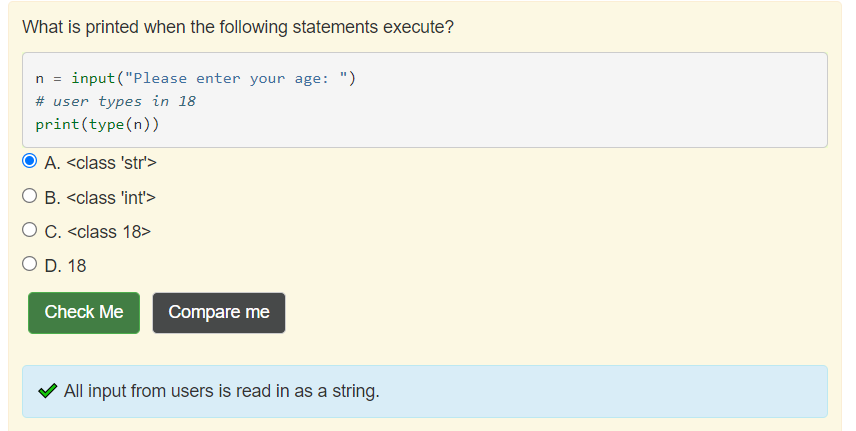 What is printed when the following statements execute?
n = input("Please enter your age: ")
# user types in 18
print(type(n))
A. <class 'str'>
B. <class 'int'>
C. <class 18>
D. 18
Check Me Compare me
All input from users is read in as a string.